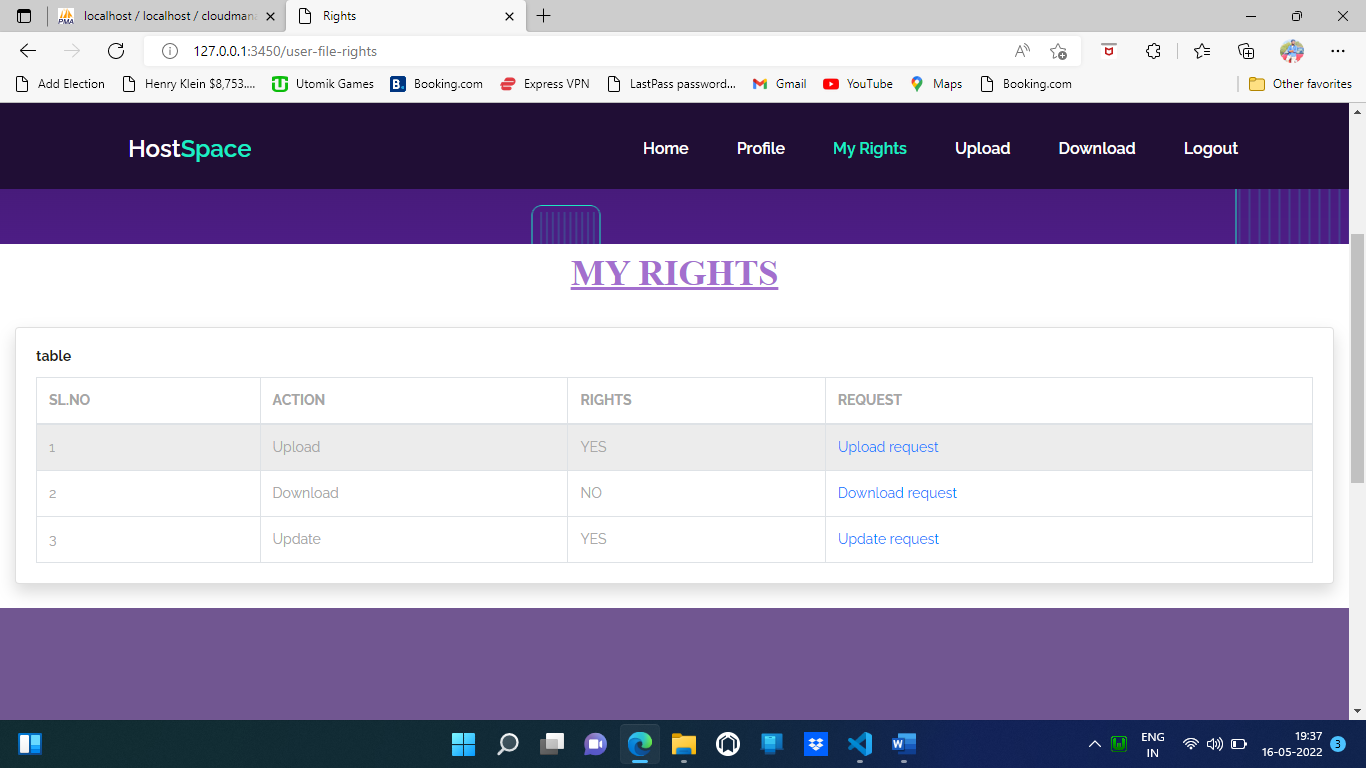 PMA localhost / localhost / cloudmana
Rights
127.0.0.1:3450/user-file-rights
Add Election Henry Klein $8,753.... Utomik Games B. Booking.com Express VPN LastPass password... Gmail YouTube Maps Booking.com Other favorites
HostSpace Home Profile My Rights Upload Download Logout
MY RIGHTS
table
SL.NO ACTION RIGHTS REQUEST
1 Upload YES Upload request
2 Download NO Download request
3 Update YES Update request
ENG 19:37
IN 16-05-2022 3